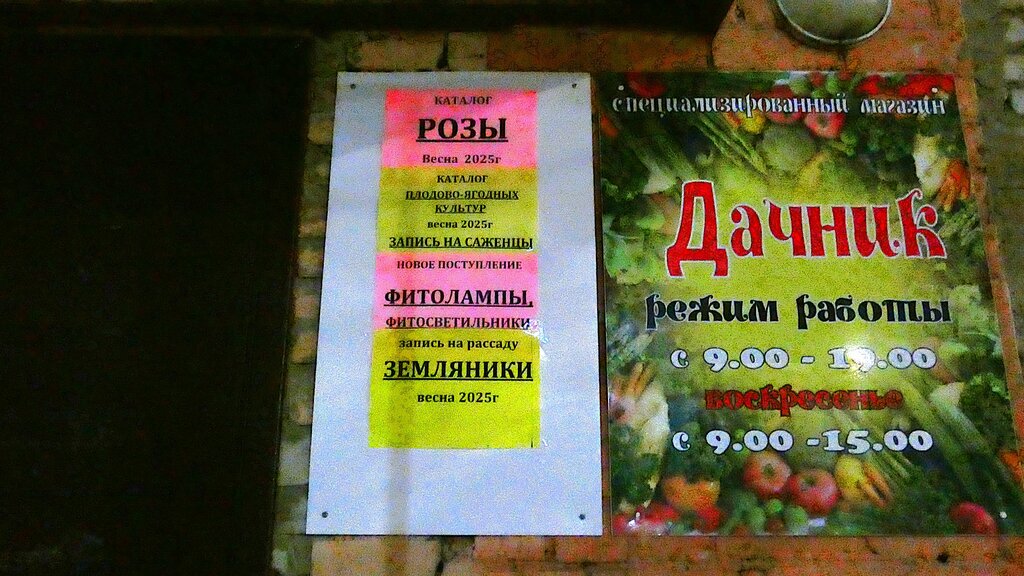 КАТАЛОГ
РОЗЫ
Весна 2025г
КАТАЛОГ
ПЛОДОВО-ЯГОДНЫХ
КУЛЬТУР
весна 2025г
ЗАПИСЬ НА САЖЕНЦЫ
НОВОЕ ПОСТУПЛЕНИЕ
ФИТОЛАМПЫ,
ФИТОСВЕТИЛЬНИКИ
запись на рассаду
ЗЕМЛЯНИКИ
весна 2025г
специализированный магазин
Дачник
режим работы
с 9.00 - 19.00
воскресенье
с 9.00 -15.00